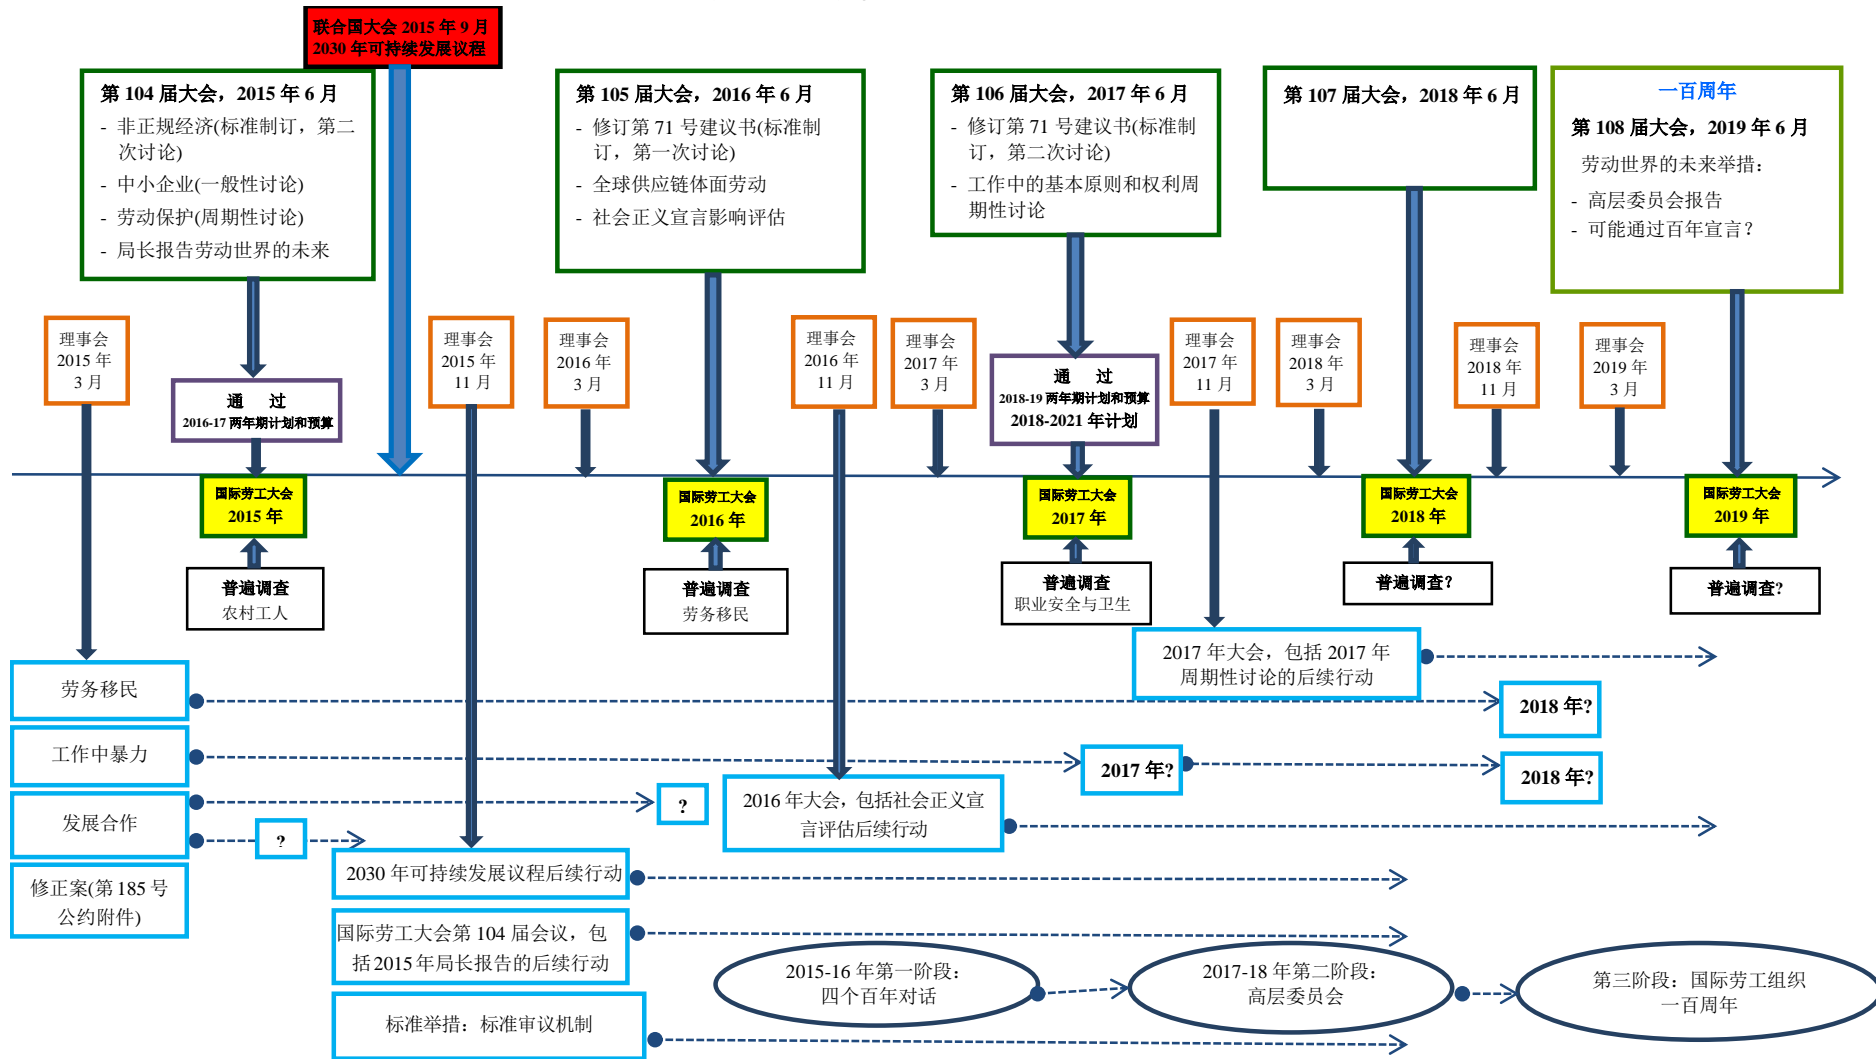 联合国大会 2015 年 9 月
2030 年可持续发展议程
第 104 届大会，2015 年 6 月
- 非正规经济(标准制订，第二
次讨论)
- 中小企业(一般性讨论)
- 劳动保护(周期性讨论)
- 局长报告劳动世界的未来
第 105 届大会，2016 年 6 月
- 修订第 71 号建议书(标准制
订，第一次讨论)
- 全球供应链体面劳动
- 社会正义宣言影响评估
第 106 届大会，2017 年 6 月
- 修订第 71 号建议书(标准制
订，第二次讨论)
- 工作中的基本原则和权利周
期性讨论
第 107 届大会，2018 年 6 月
一百周年
第 108 届大会，2019 年 6 月
劳动世界的未来举措：
- 高层委员会报告
- 可能通过百年宣言？
理事会
2015 年
3 月
通 过
2016-17 两年期计划和预算
理事会
2015 年
11 月
理事会
2016 年
3 月
理事会
2016 年
11 月
理事会
2017 年
3 月
通 过
2018-19 两年期计划和预算
2018-2021 年计划
理事会
2017 年
11 月
理事会
2018 年
3 月
理事会
2018 年
11 月
理事会
2019 年
3 月
国际劳工大会
2015 年
国际劳工大会
2016 年
国际劳工大会
2017 年
国际劳工大会
2018 年
国际劳工大会
2019 年
普遍调查
农村工人
普遍调查
劳务移民
普遍调查
职业安全与卫生
普遍调查？
普遍调查?
2017 年大会，包括 2017 年
周期性讨论的后续行动
劳务移民
2018 年?
工作中暴力
2017 年?
2018 年?
发展合作
?
?
2016 年大会，包括社会正义宣
言评估后续行动
修正案(第 185 号
公约附件)
2030 年可持续发展议程后续行动
国际劳工大会第 104 届会议，包
括 2015 年局长报告的后续行动
标准举措：标准审议机制
2015-16 年第一阶段：
四个百年对话
2017-18 年第二阶段：
高层委员会
第三阶段：国际劳工组织
一百周年